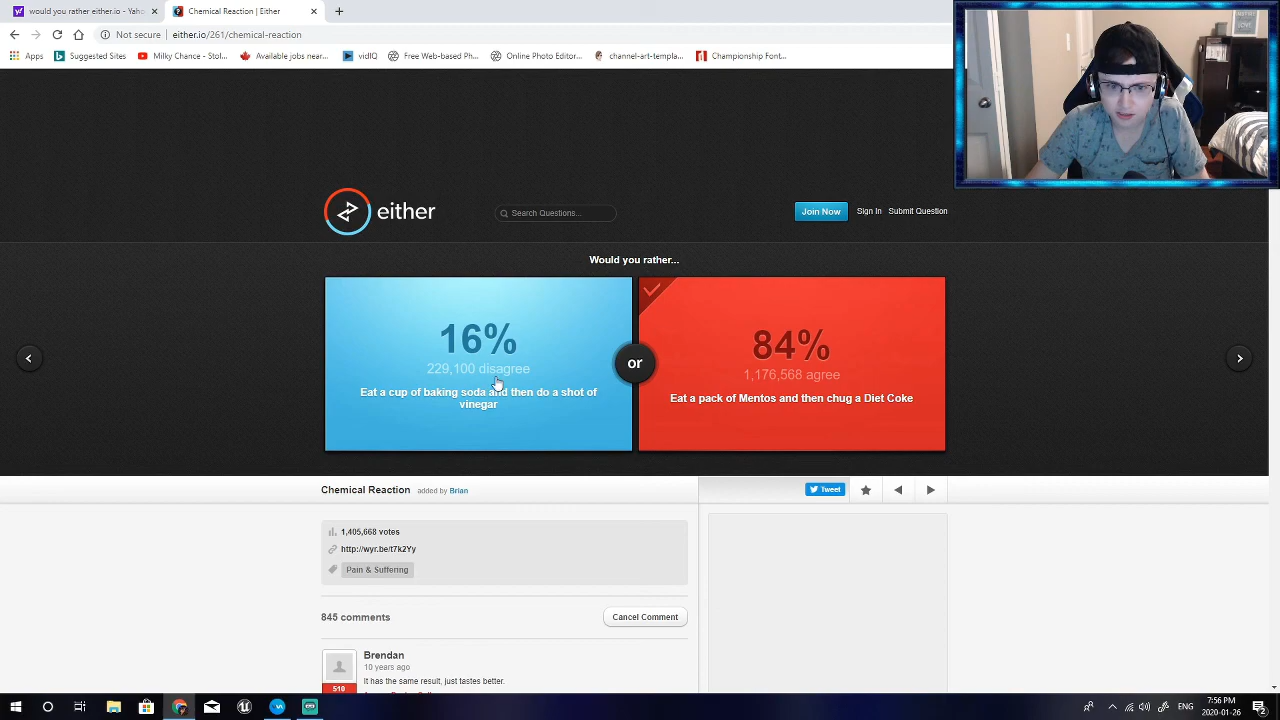 would you rather either.io - Yaho
Chemical Reaction | Either
Not secure
either.io/261/chemical-reaction
Apps
Suggested Sites
Milky Chance - Stol...
Available jobs near...
vidIQ
Free Web-based Ph...
Online Photo Editor...
channel-art-templa...
Championship Font...
either
Search Questions...
Join Now
Sign In
Submit Question
Would you rather...
16%
229,100 disagree
Eat a cup of baking soda and then do a shot of
vinegar
or
84%
1,176,568 agree
Eat a pack of Mentos and then chug a Diet Coke
Chemical Reaction added by Brian
Tweet
1,405,668 votes
http://wyr.be/t7k2Yy
Pain & Suffering
845 comments
Cancel Comment
Brendan
10 years ago
It has the same result, just tastes better.
510
ENG
7:56 PM
2020-01-26
2